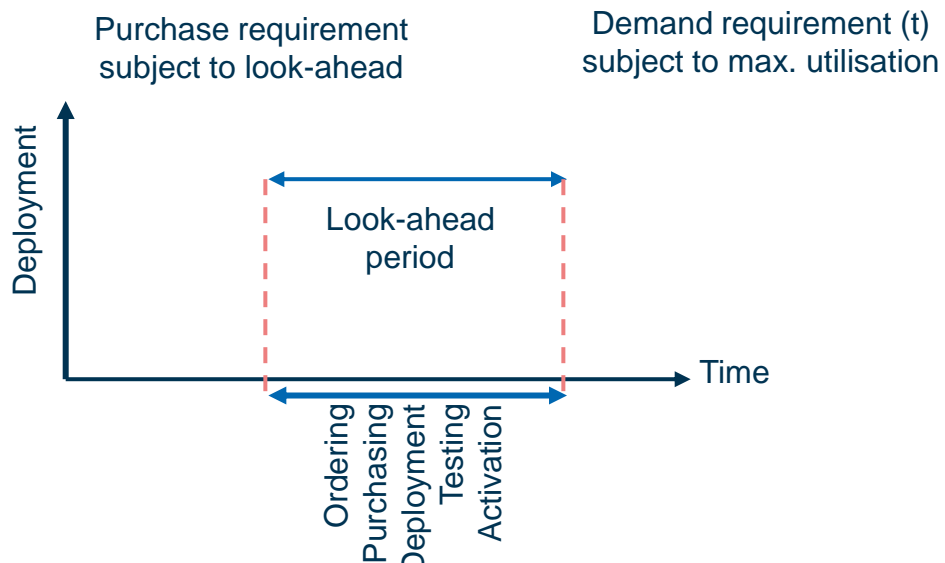 Purchase requirement
subject to look-ahead
Demand requirement (t)
subject to max. utilisation
Deployment
Look-ahead
period
Time
Ordering
Purchasing
Deployment
Testing
Activation